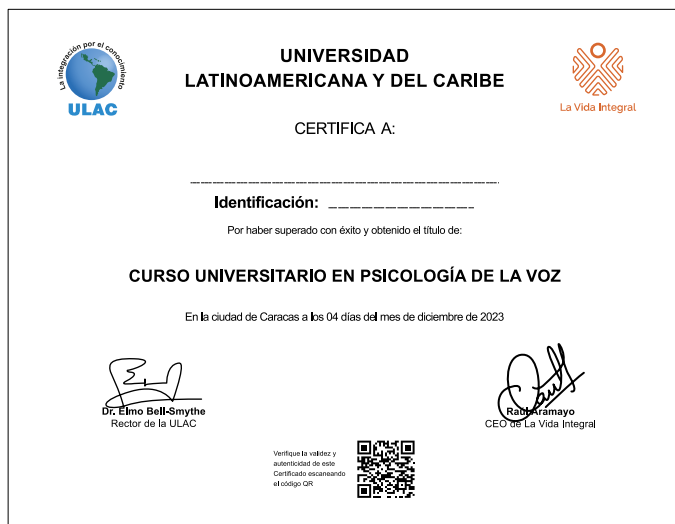 La integración por el conocimiento
ULAC
UNIVERSIDAD
LATINOAMERICANA Y DEL CARIBE
La Vida Integral
CERTIFICA A:
Identificación:
Por haber superado con éxito y obtenido el título de:
CURSO UNIVERSITARIO EN PSICOLOGÍA DE LA VOZ
En la ciudad de Caracas a los 04 días del mes de diciembre de 2023
Dr. Elmo Bell-Smythe
Rector de la ULAC
Raúl Aramayo
CEO de La Vida Integral
Verifique la validez y
autenticidad de este
Certificado escaneando
el código QR